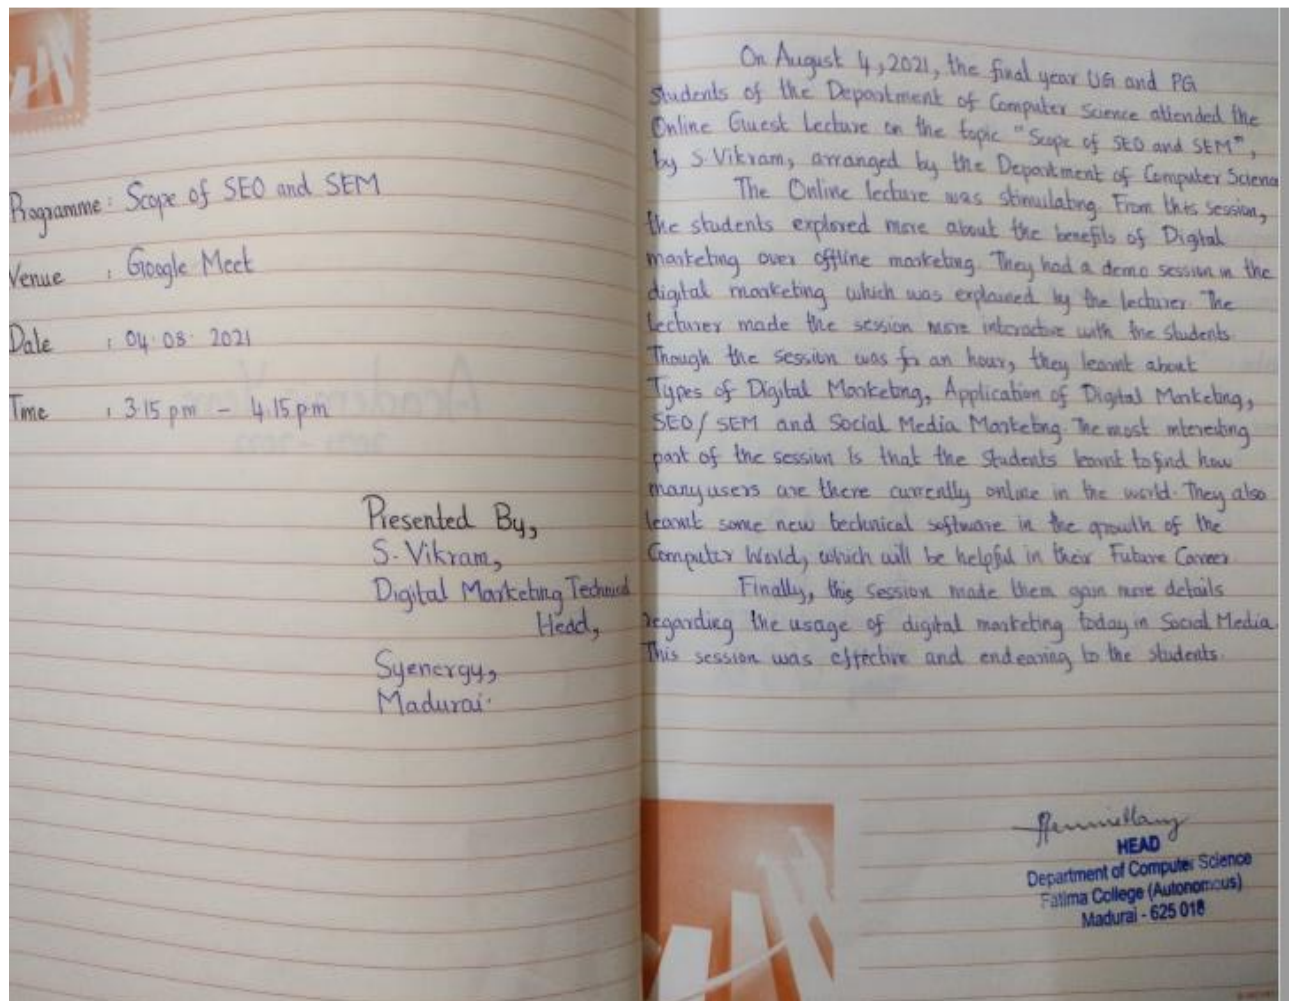 Programme : Scope of SEO and SEM
Venue : Google Meet
Date : 04.08.2021
Time : 3.15 pm - 4.15 pm
Presented By,
S. Vikram,
Digital Marketing Technical
Head,
Syenergy,
Madurai.
On August 4, 2021, the final year UG and PG
Students of the Department of Computer Science attended the
Online Guest Lecture on the topic "Scope of SEO and SEM",
by S. Vikram, arranged by the Department of Computer Science
The Online lecture was stimulating. From this session,
the students explored more about the benefits of Digital
marketing over offline marketing. They had a demo session in the
digital marketing which was explained by the lecturer. The
lecturer made the session more interactive with the students.
Though the session was for an hour, they learnt about
Types of Digital Marketing, Application of Digital Marketing,
SEO/SEM and Social Media Marketing. The most interesting
part of the session is that the students learnt to find how
many users are there currently online in the world. They also
learnt some new technical software in the growth of the
Computer World, which will be helpful in their Future Career.
Finally, this session made them gain more details
regarding the usage of digital marketing today in Social Media.
This session was effective and endearing to the students.
HEAD
Department of Computer Science
Fatima College (Autonomous)
Madurai - 625 018